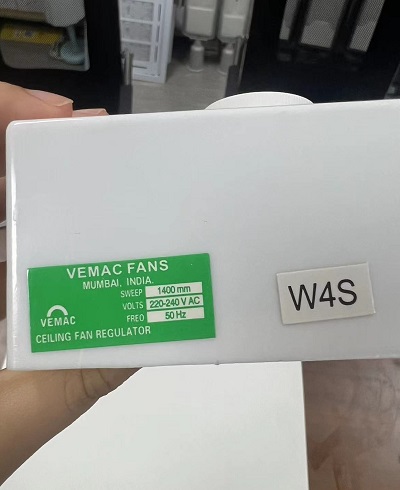 VEMAC FANS
MUMBAI, INDIA.
SWEEP 1400 mm
VOLTS 220-240 V AC
FREQ 50 Hz
VEMAC
CEILING FAN REGULATOR
W4S